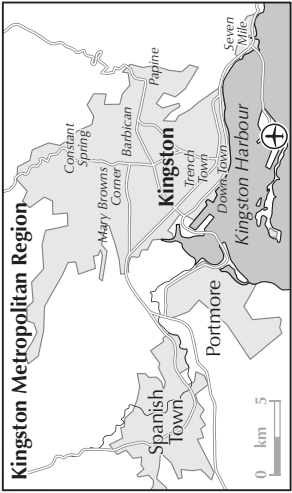 Kingston Metropolitan Region
Constant
Spring
Mary Browns
Corner
Barbican
Papine
Kingston
Trench
Town
Down Town
Seven
Mile
Kingston Harbour
Portmore
Spanish
Town
0 km 5